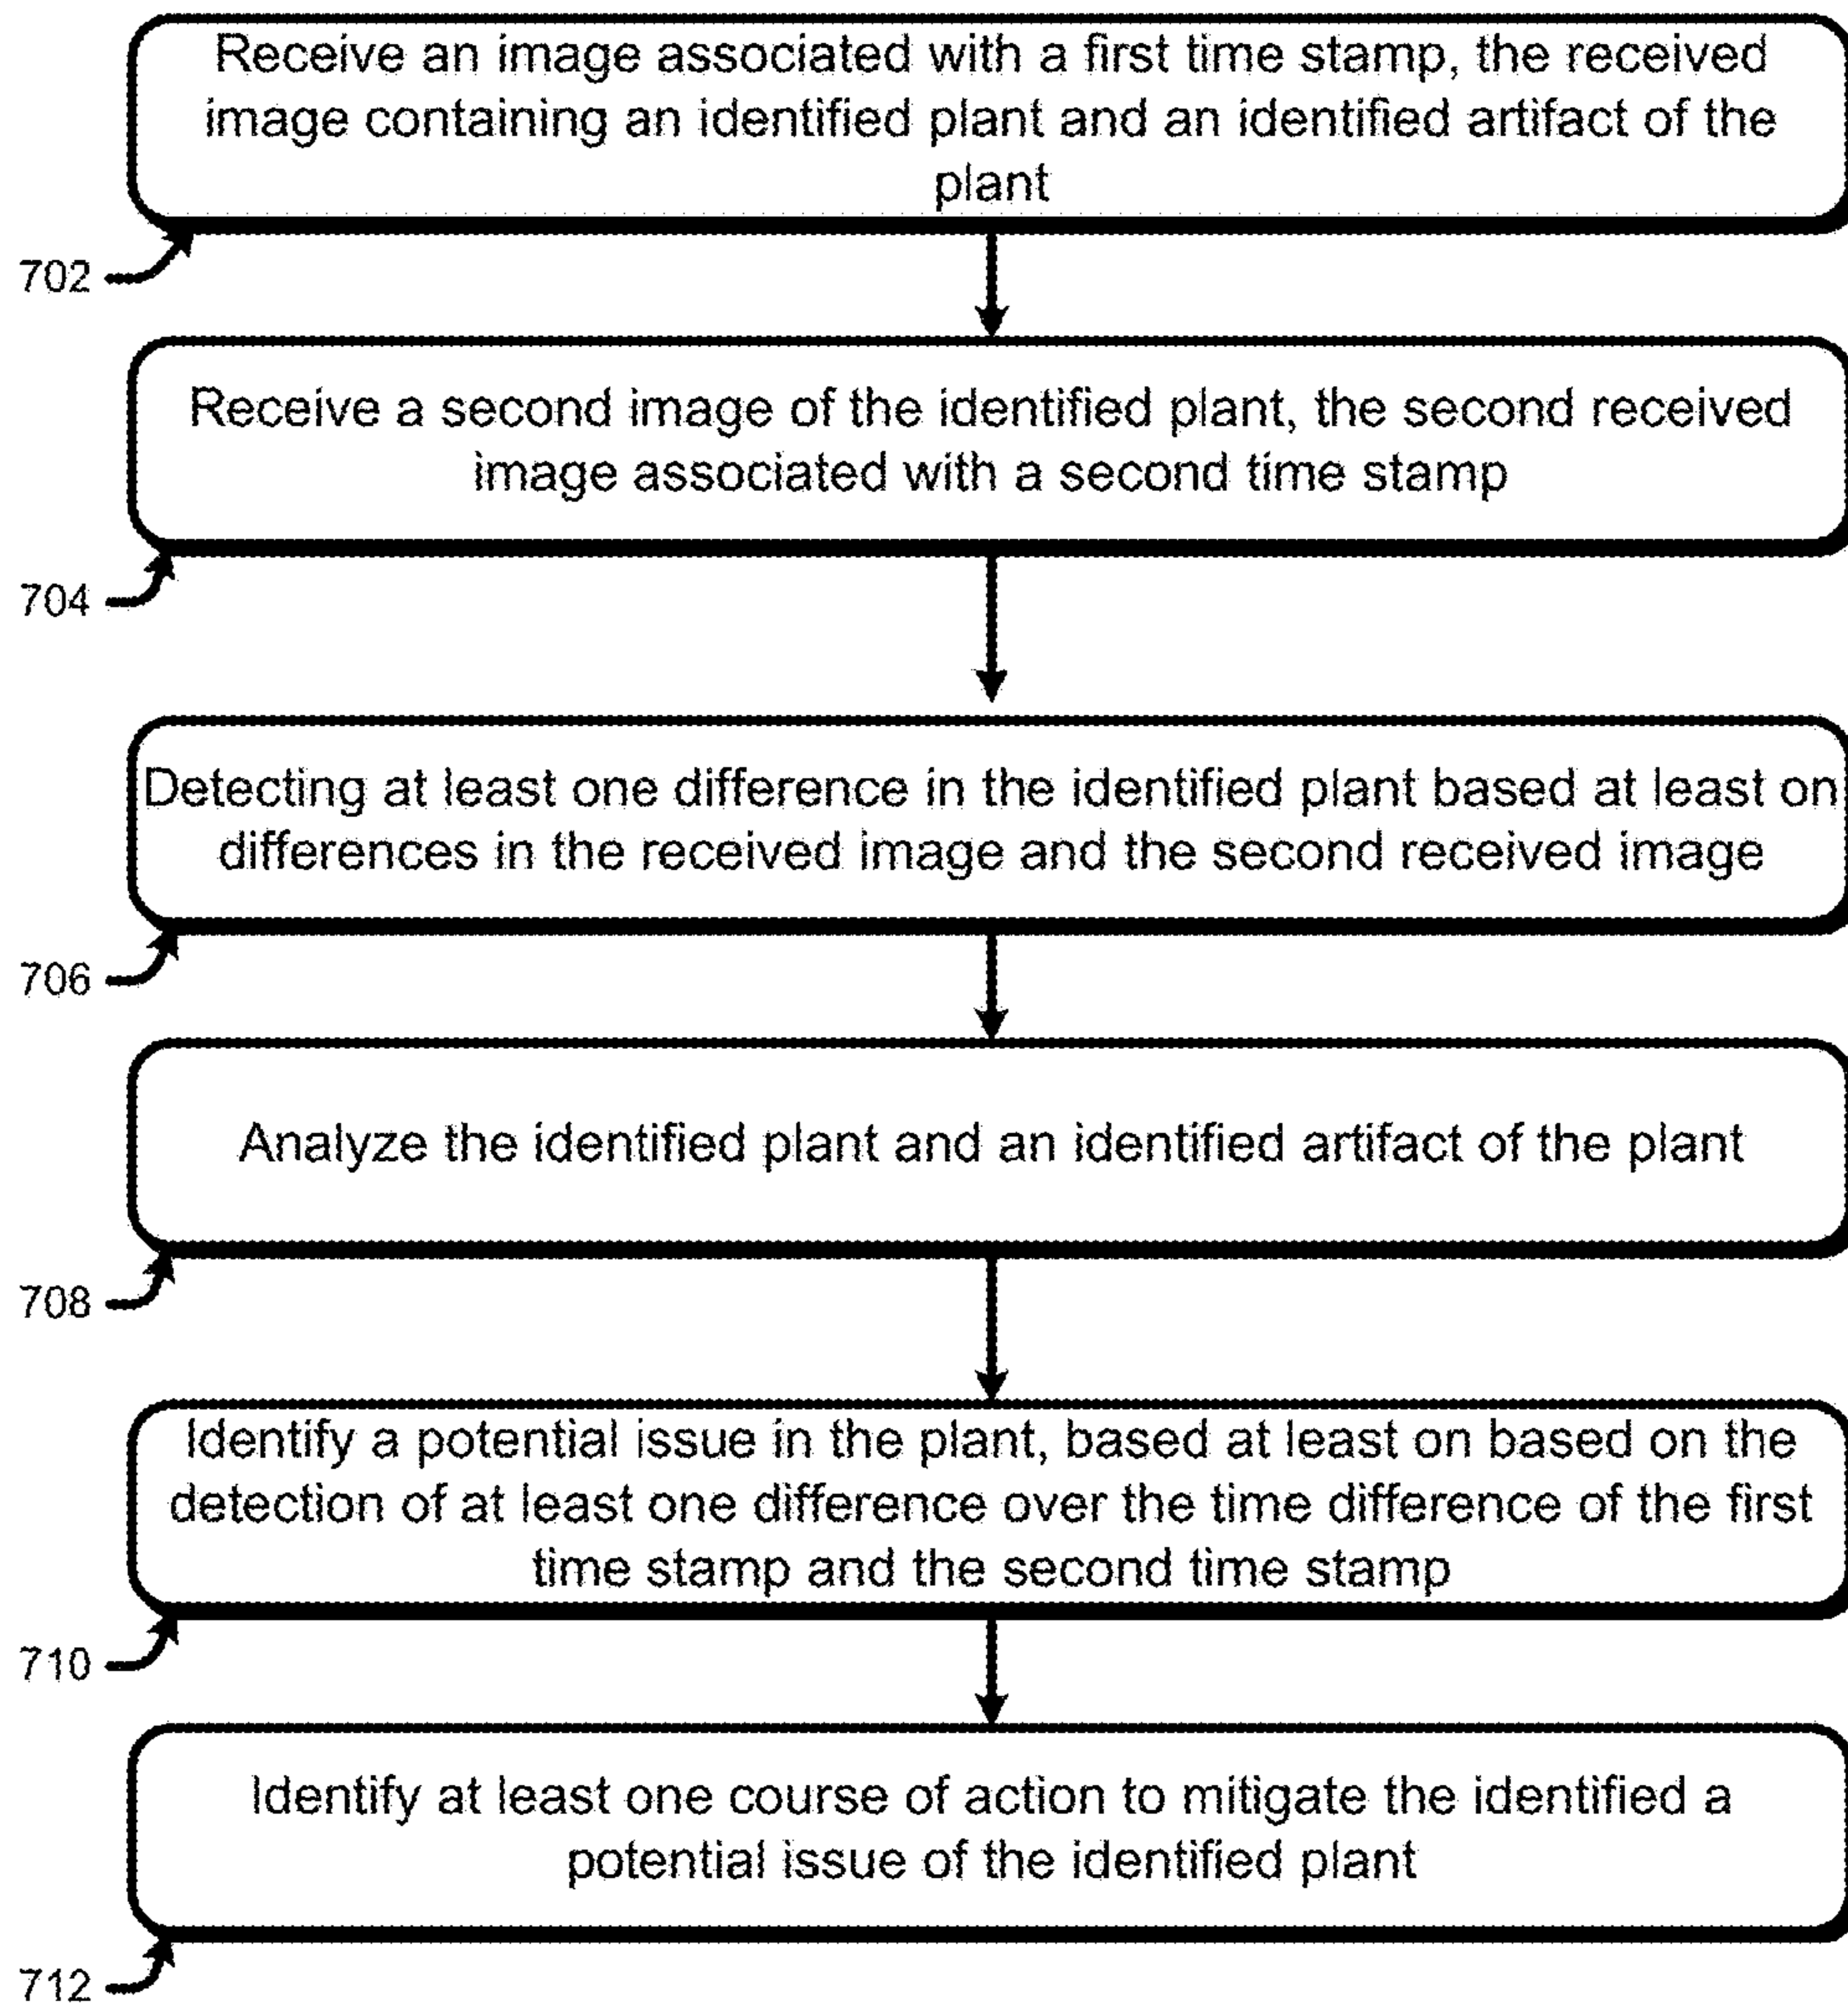 Receive an image associated with a first time stamp, the received
image containing an identified plant and an identified artifact of the
plant
702
Receive a second image of the identified plant, the second received
image associated with a second time stamp
704
Detecting at least one difference in the identified plant based at least on
differences in the received image and the second received image
706
Analyze the identified plant and an identified artifact of the plant
708
Identify a potential issue in the plant, based at least on based on the
detection of at least one difference over the time difference of the first
time stamp and the second time stamp
710
Identify at least one course of action to mitigate the identified a
potential issue of the identified plant
712